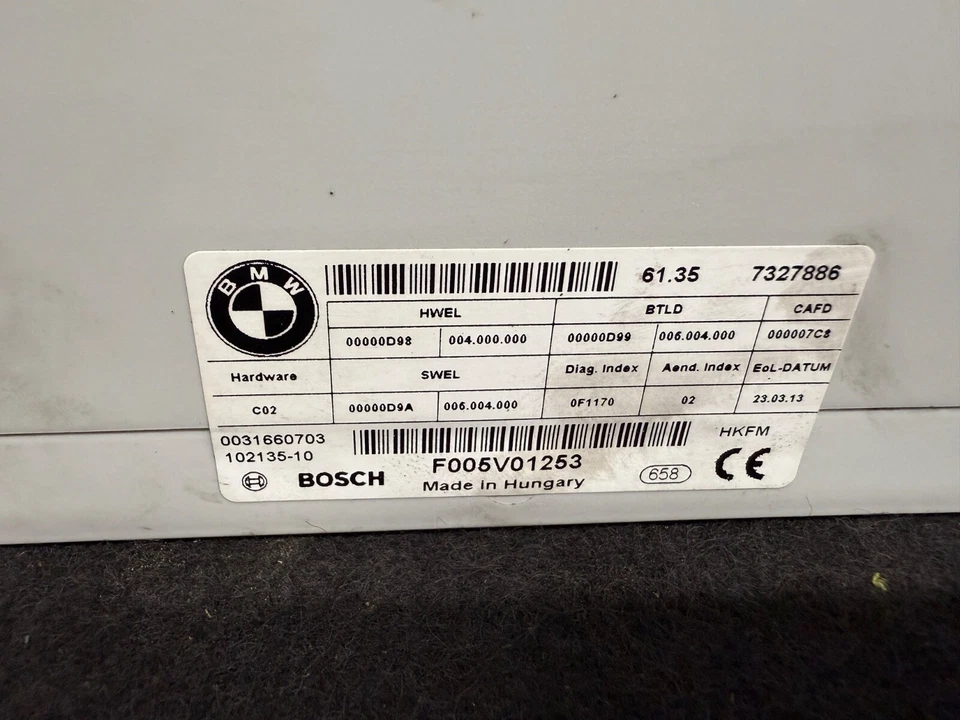 BMW 61.35 7327886
HWEL BTLD CAFD
00000D98 004.000.000 00000D99 006.004.000 000007C8
Hardware SWEL Diag. Index Aend. Index EoL-DATUM
C02 00000D9A 006.004.000 0F1170 02 23.03.13
0031660703 HKFM
102135-10 F005V01253
BOSCH Made in Hungary 658 CE